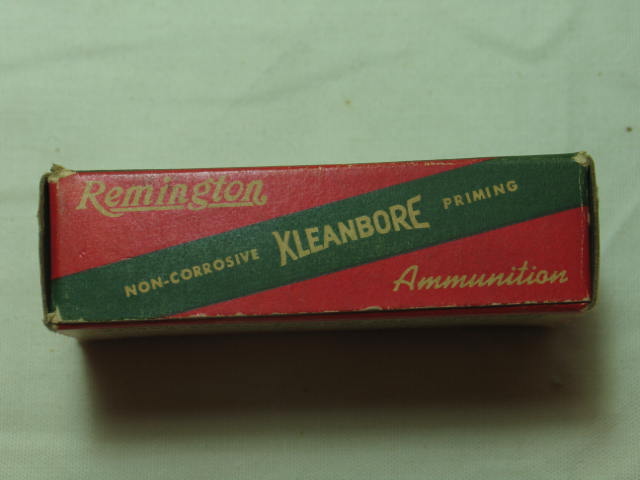 Remington
NON-CORROSIVE KLEANBORE PRIMING
Ammunition